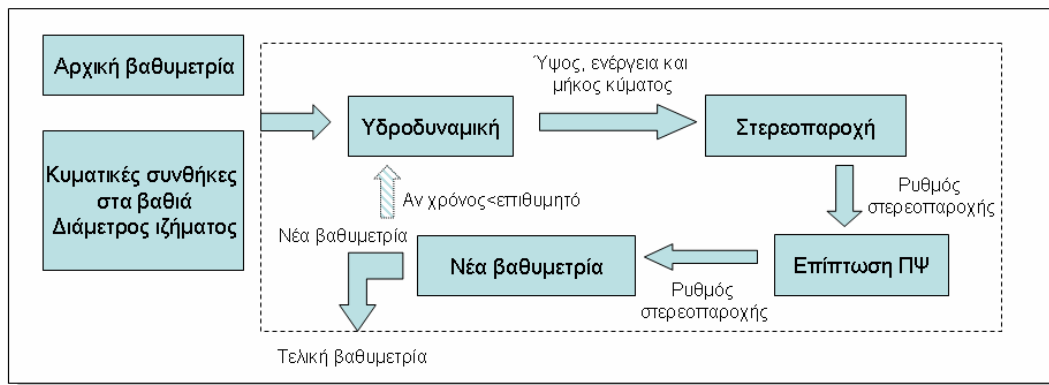 Αρχική βαθυμετρία
Κυματικές συνθήκες
στα βαθιά
Διάμετρος ιζήματος
Υδροδυναμική
Ύψος, ενέργεια και
μήκος κύματος
Στερεοπαροχή
Ρυθμός
στερεοπαροχής
Επίπτωση ΠΨ
Ρυθμός
στερεοπαροχής
Νέα βαθυμετρία
Αν χρόνος<επιθυμητό
Νέα βαθυμετρία
Τελική βαθυμετρία